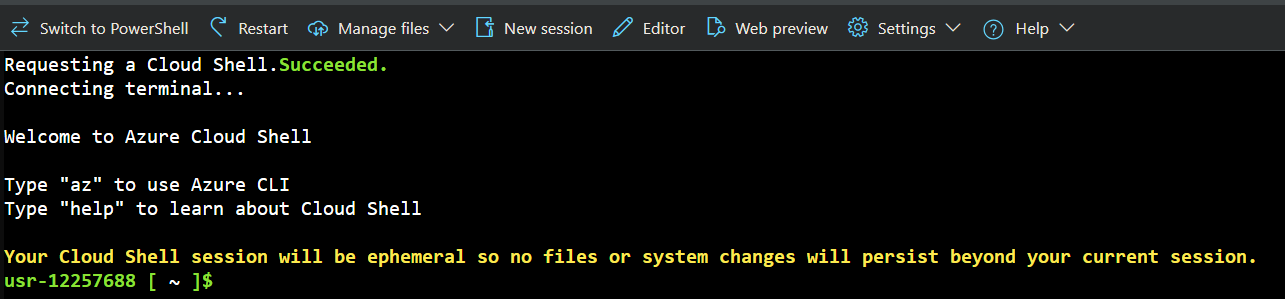 Switch to PowerShell Restart Manage files New session Editor Web preview Settings Help
Requesting a Cloud Shell.Succeeded.
Connecting terminal...
Welcome to Azure Cloud Shell
Type "az" to use Azure CLI
Type "help" to learn about Cloud Shell
Your Cloud Shell session will be ephemeral so no files or system changes will persist beyond your current session.
usr-12257688 [ ~ ]$